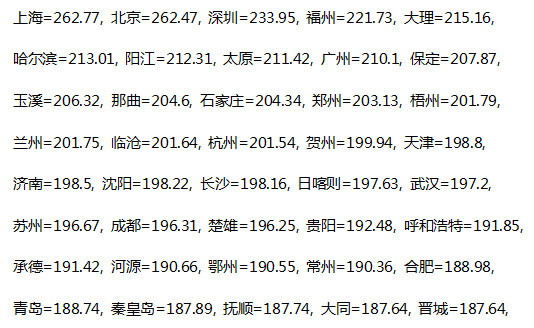 上海=262.77, 北京=262.47, 深圳=233.95, 福州=221.73, 大理=215.16,
哈尔滨=213.01, 阳江=212.31, 太原=211.42, 广州=210.1, 保定=207.87,
玉溪=206.32, 那曲=204.6, 石家庄=204.34, 郑州=203.13, 梧州=201.79,
兰州=201.75, 临沧=201.64, 杭州=201.54, 贺州=199.94, 天津=198.8,
济南=198.5, 沈阳=198.22, 长沙=198.16, 日喀则=197.63, 武汉=197.2,
苏州=196.67, 成都=196.31, 楚雄=196.25, 贵阳=192.48, 呼和浩特=191.85,
承德=191.42, 河源=190.66, 鄂州=190.55, 常州=190.36, 合肥=188.98,
青岛=188.74, 秦皇岛=187.89, 抚顺=187.74, 大同=187.64, 晋城=187.64,